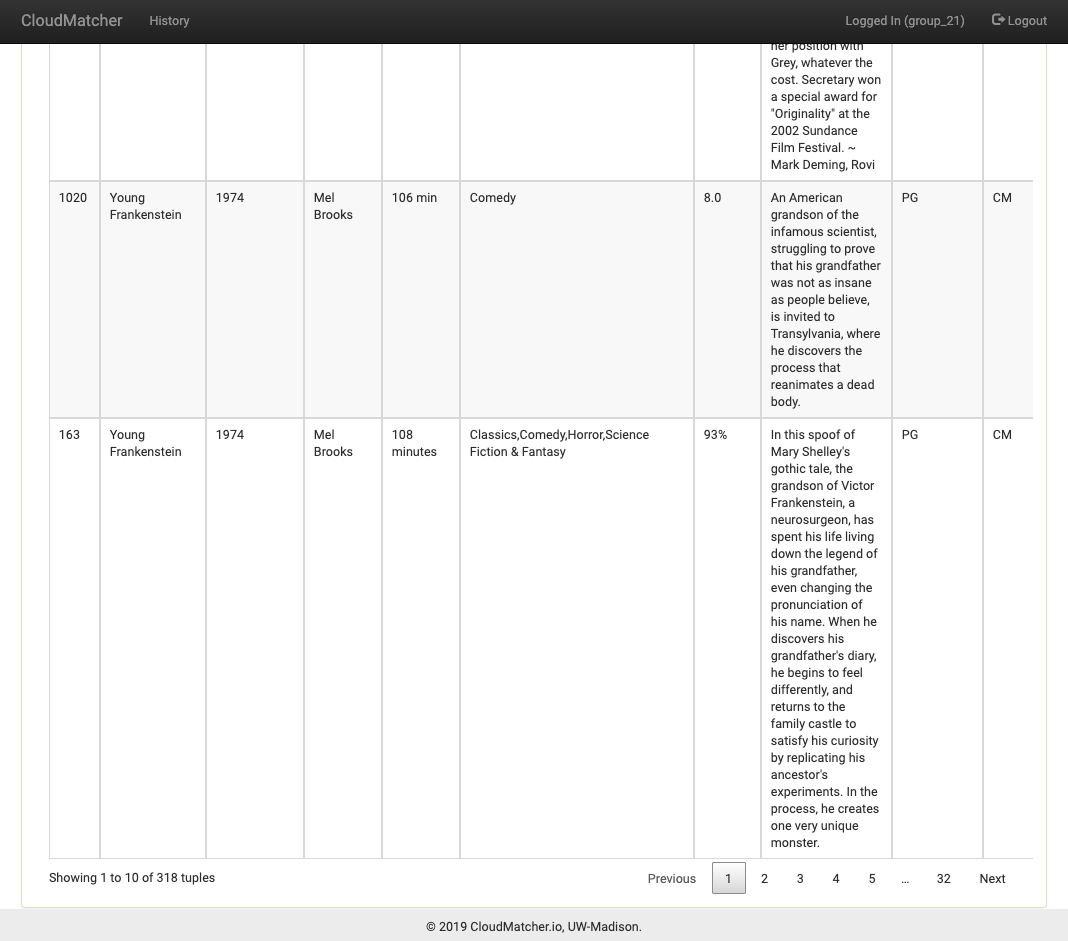 CloudMatcher History Logged In (group_21) Logout
her position with
Grey, whatever the
cost. Secretary won
a special award for
"Originality" at the
2002 Sundance
Film Festival. ~
Mark Deming, Rovi
1020 Young 1974 Mel 106 min Comedy 8.0 An American PG CM
Frankenstein Brooks grandson of the
infamous scientist,
struggling to prove
that his grandfather
was not as insane
as people believe,
is invited to
Transylvania, where
he discovers the
process that
reanimates a dead
body.
163 Young 1974 Mel 108 Classics,Comedy,Horror,Science 93% In this spoof of PG CM
Frankenstein Brooks minutes Fiction & Fantasy Mary Shelley's
gothic tale, the
grandson of Victor
Frankenstein, a
neurosurgeon, has
spent his life living
down the legend of
his grandfather,
even changing the
pronunciation of
his name. When he
discovers his
grandfather's diary,
he begins to feel
differently, and
returns to the
family castle to
satisfy his curiosity
by replicating his
ancestor's
experiments. In the
process, he creates
one very unique
monster.
Showing 1 to 10 of 318 tuples Previous 1 2 3 4 5 … 32 Next
© 2019 CloudMatcher.io, UW-Madison.